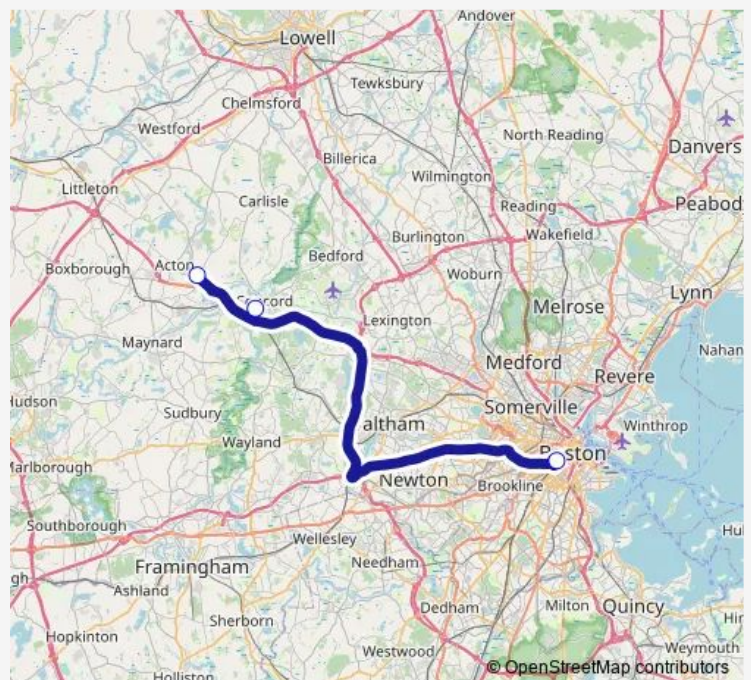 Andover
Lowell
Tewksbury
Chelmsford
Westford
North Reading
Danvers
Billerica
Wilmington
Littleton
Carlisle
Reading
Peabod
Burlington
Wakefield
Bedford
Boxborough
Acton
Woburn
Lynn
Melrose
Lexington
Maynard
Nahan
Medford
Revere
Hudson
Sudbury
Somerville
Winthrop
altham
Wayland
Boston
Marlborough
Newton
Brookline
Southborough
Wellesley
Framingham
Needham
Ashland
Dedham
Milton
Quincy
Sherborn
Hopkinton
Weymouth
Westwood
Holliston
© OpenStreetMap contributors